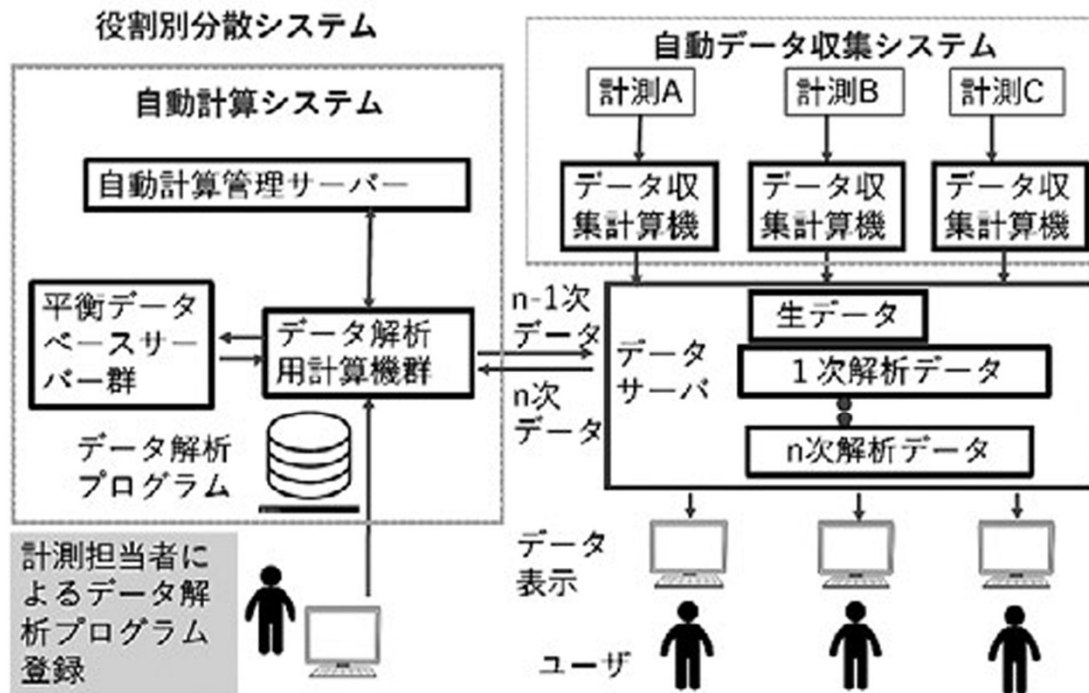 役割別分散システム
自動計算システム
自動計算管理サーバー
平衡データ
ベースサー
バー群
データ解析
用計算機群
データ解析
プログラム
計測担当者に
よるデータ解
析プログラム
登録
自動データ収集システム
計測A
計測B
計測C
データ収
集計算機
データ収
集計算機
データ収
集計算機
n-1次
データ
n次
データ
データ
サーバ
生データ
1次解析データ
n次解析データ
データ
表示
ユーザ